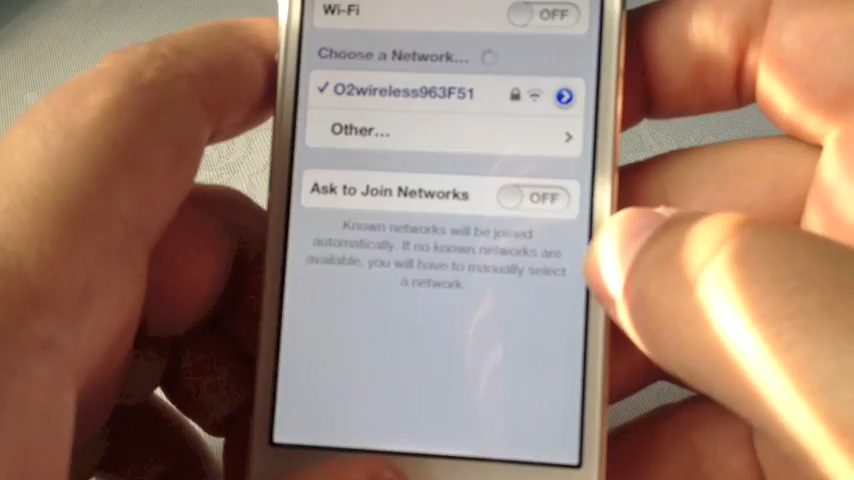 Wi-Fi OFF
Choose a Network...
O2wireless963F51
Other...
Ask to Join Networks OFF
Known networks will be joined
automatically. If no known networks are
available, you will have to manually select
a network.